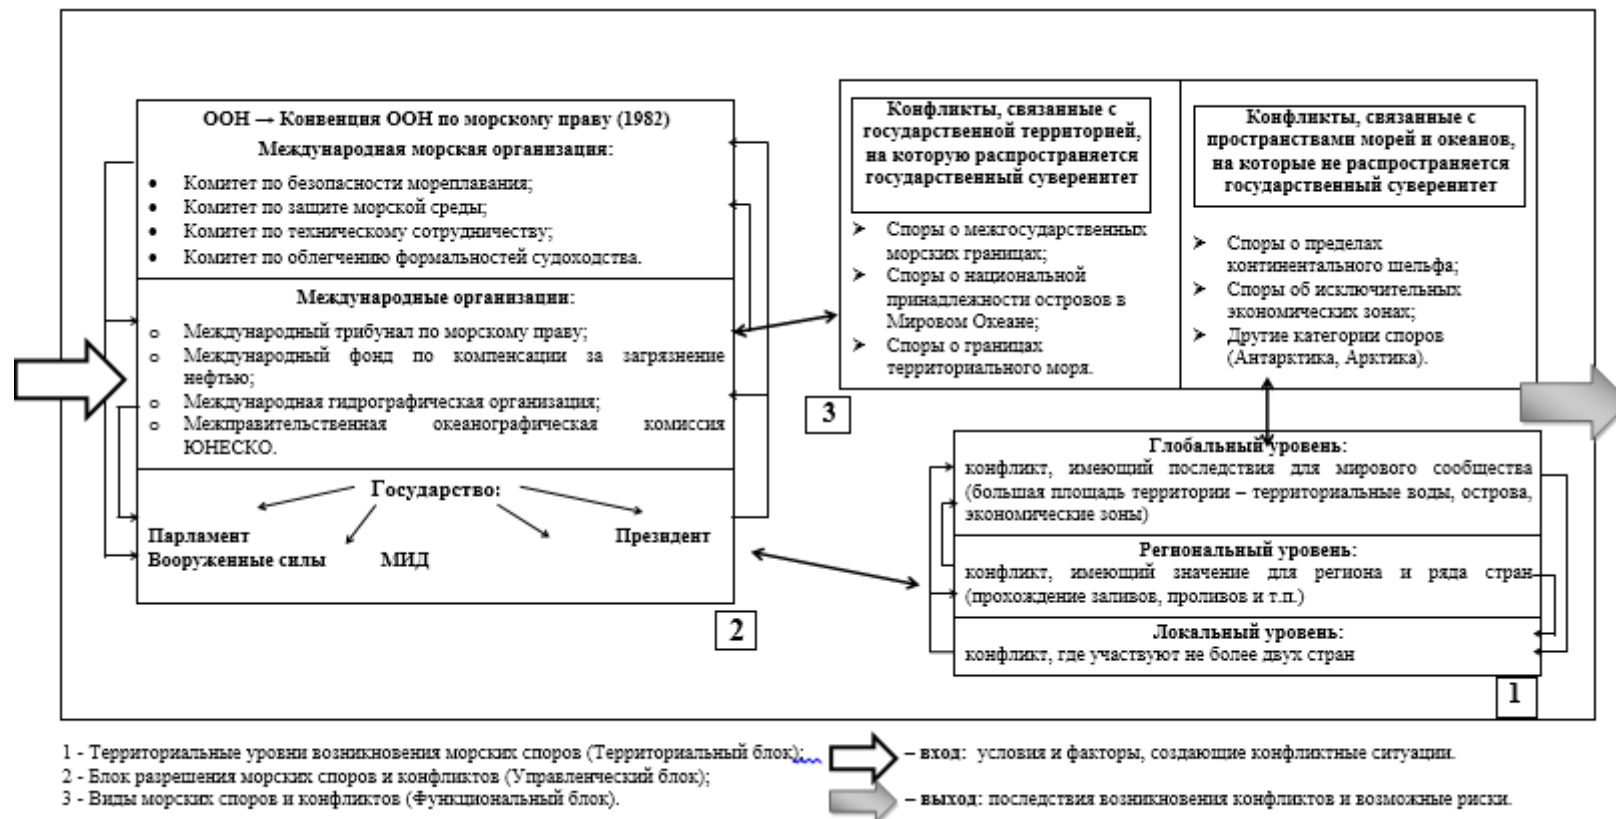 ООН → Конвенция ООН по морскому праву (1982)
Международная морская организация:
• Комитет по безопасности мореплавания;
• Комитет по защите морской среды;
• Комитет по техническому сотрудничеству;
• Комитет по облегчению формальностей судоходства.
Международные организации:
o Международный трибунал по морскому праву;
o Международный фонд по компенсации за загрязнение
нефтью;
o Международная гидрографическая организация;
o Межправительственная океанографическая комиссия
ЮНЕСКО.
Государство:
Парламент Президент
Вооруженные силы МИД
2
Конфликты, связанные с
государственной территорией,
на которую распространяется
государственный суверенитет
➢ Споры о межгосударственных
морских границах;
➢ Споры о национальной
принадлежности островов в
Мировом Океане;
➢ Споры о границах
территориального моря.
Конфликты, связанные с
пространствами морей и океанов,
на которые не распространяется
государственный суверенитет
➢ Споры о пределах
континентального шельфа;
➢ Споры об исключительных
экономических зонах;
➢ Другие категории споров
(Антарктика, Арктика).
3
Глобальный уровень:
конфликт, имеющий последствия для мирового сообщества
(большая площадь территории – территориальные воды, острова,
экономические зоны)
Региональный уровень:
конфликт, имеющий значение для региона и ряда стран
(прохождение заливов, проливов и т.п.)
Локальный уровень:
конфликт, где участвуют не более двух стран
1
1 - Территориальные уровни возникновения морских споров (Территориальный блок);
2 - Блок разрешения морских споров и конфликтов (Управленческий блок);
3 - Виды морских споров и конфликтов (Функциональный блок).
– вход: условия и факторы, создающие конфликтные ситуации.
– выход: последствия возникновения конфликтов и возможные риски.